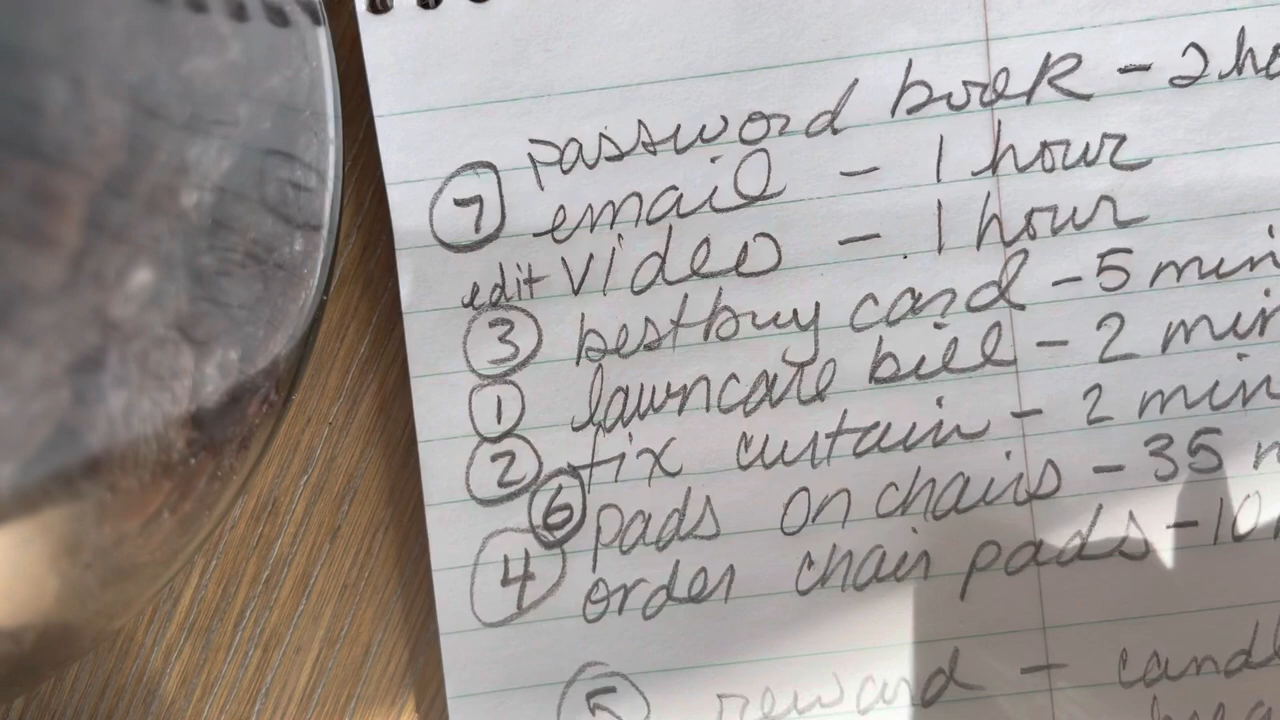 password book - 2 ho
7 email - 1 hour
edit video - 1 hour
3 bestbuy card - 5 min
1 lawncare bill - 2 min
2 fix curtain - 2 min
6 pads on chairs - 35 m
4 order chair pads - 10
5 reward - cand